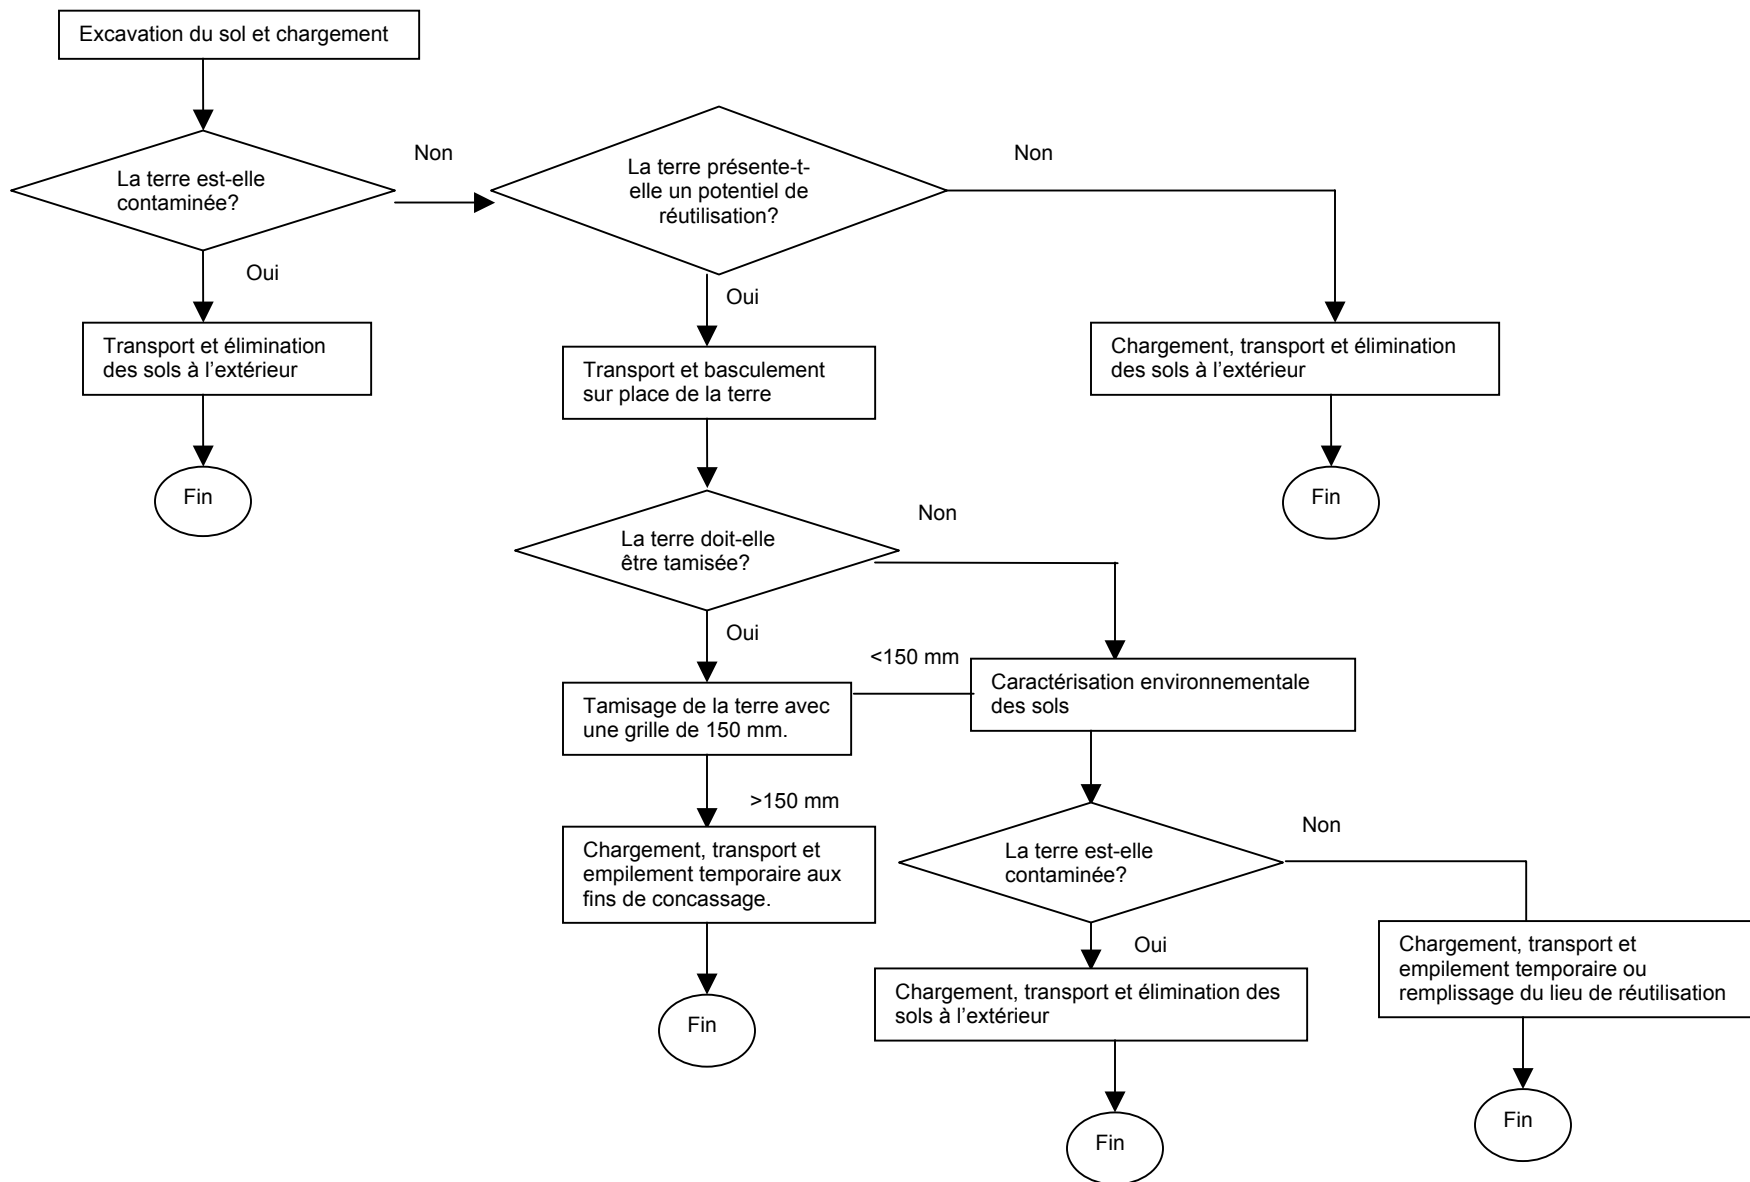 Excavation du sol et chargement
La terre est-elle
contaminée?
Non
La terre présente-t-
elle un potentiel de
réutilisation?
Non
Oui
Transport et élimination
des sols à l'extérieur
Fin
Oui
Transport et basculement
sur place de la terre
Chargement, transport et élimination
des sols à l'extérieur
Fin
La terre doit-elle
être tamisée?
Non
Oui
Tamisage de la terre avec
une grille de 150 mm.
<150 mm
Caractérisation environnementale
des sols
>150 mm
Chargement, transport et
empilement temporaire aux
fins de concassage.
Fin
La terre est-elle
contaminée?
Non
Oui
Chargement, transport et élimination des
sols à l'extérieur
Fin
Chargement, transport et
empilement temporaire ou
remplissage du lieu de réutilisation
Fin